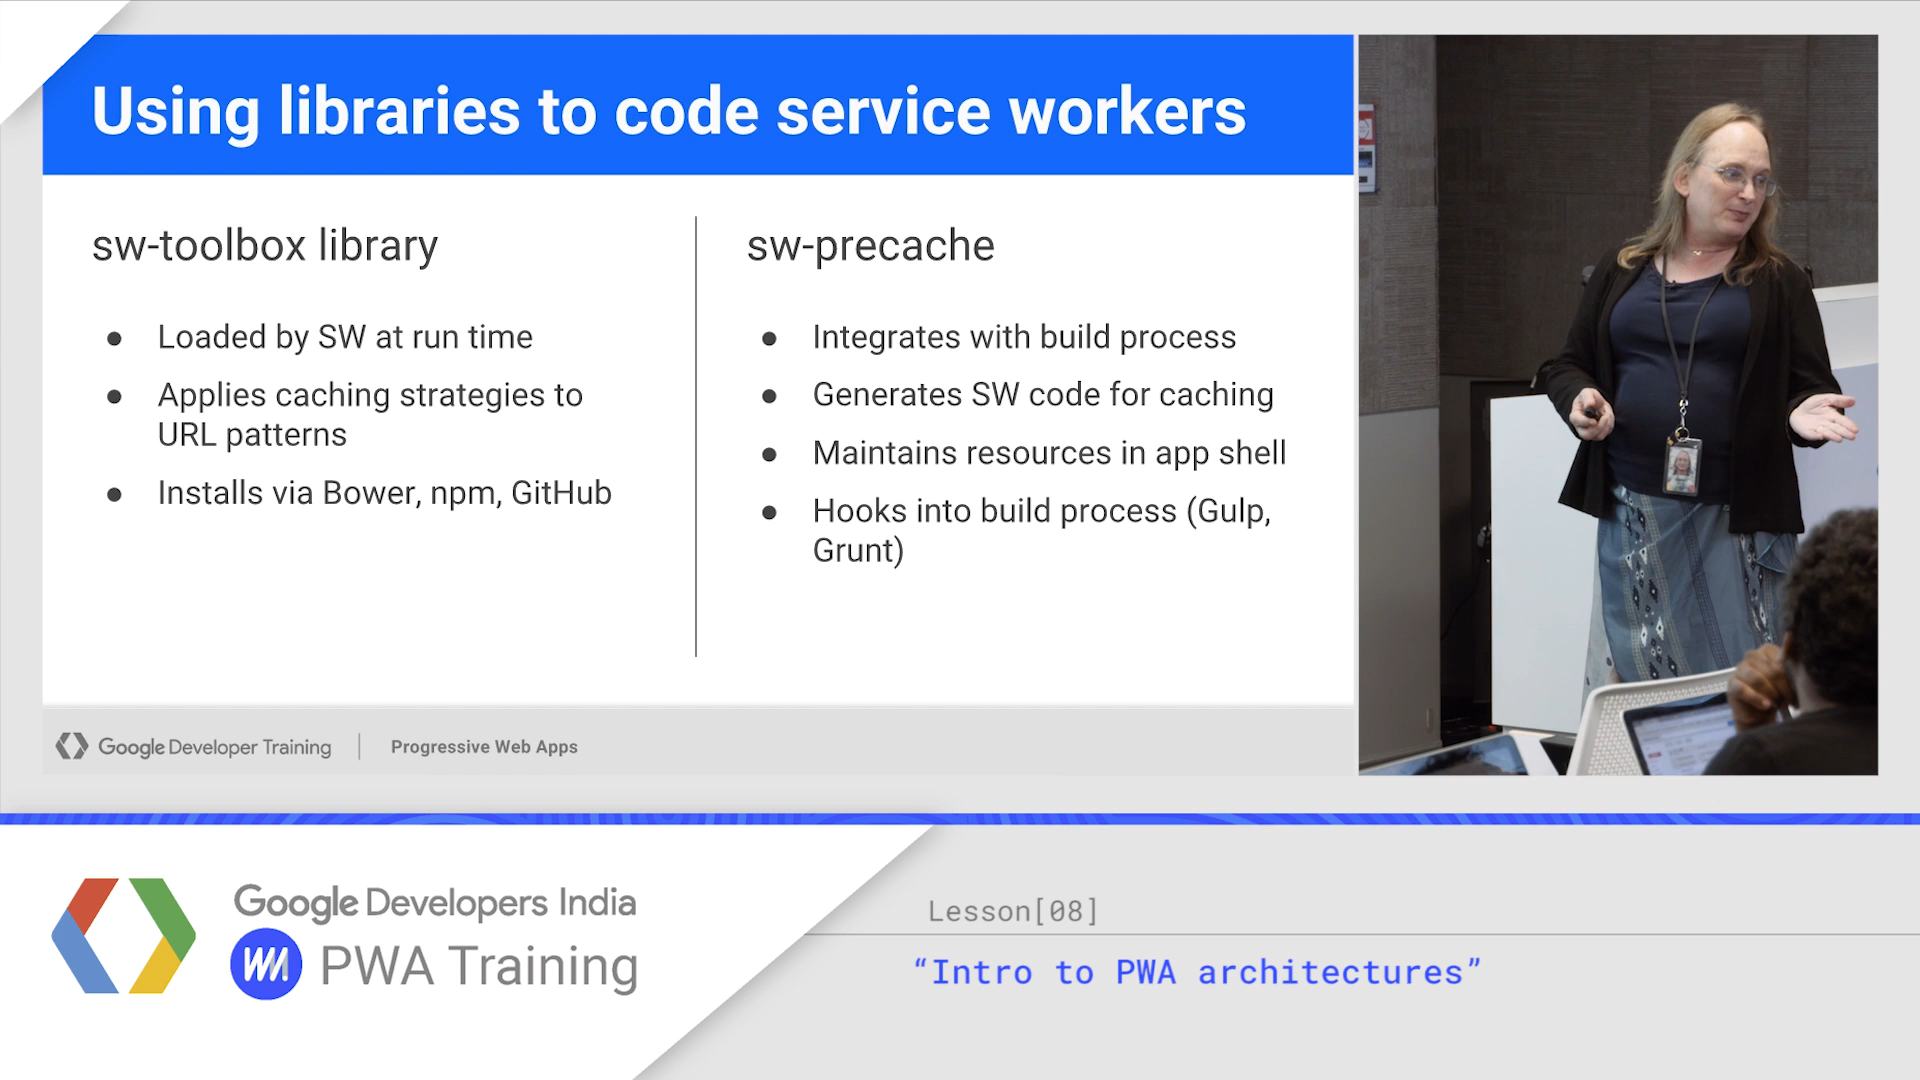 Using libraries to code service workers
sw-toolbox library
● Loaded by SW at run time
● Applies caching strategies to
URL patterns
● Installs via Bower, npm, GitHub
sw-precache
● Integrates with build process
● Generates SW code for caching
● Maintains resources in app shell
● Hooks into build process (Gulp,
Grunt)
Google Developer Training | Progressive Web Apps
Google Developers India
PWA Training
Lesson[08]
“Intro to PWA architectures”